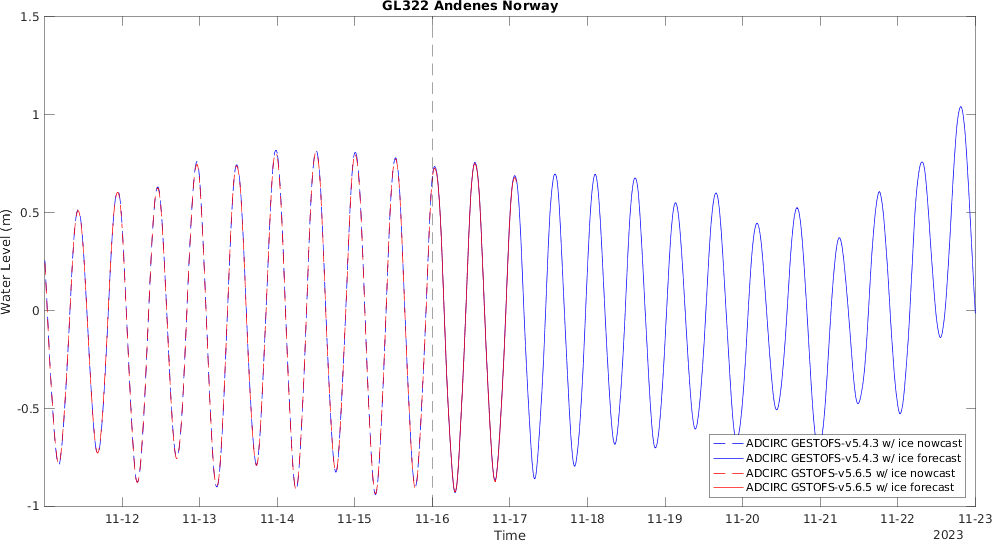 GL322 Andenes Norway
1.5
1
0.5
0
-0.5
-1
Water Level (m)
11-12
11-13
11-14
11-15
11-16
11-17
11-18
11-19
11-20
11-21
11-22
11-23
Time
2023
ADCIRC GESTOFS-v5.4.3 w/ ice nowcast
ADCIRC GESTOFS-v5.4.3 w/ ice forecast
ADCIRC GSTOFS-v5.6.5 w/ ice nowcast
ADCIRC GSTOFS-v5.6.5 w/ ice forecast